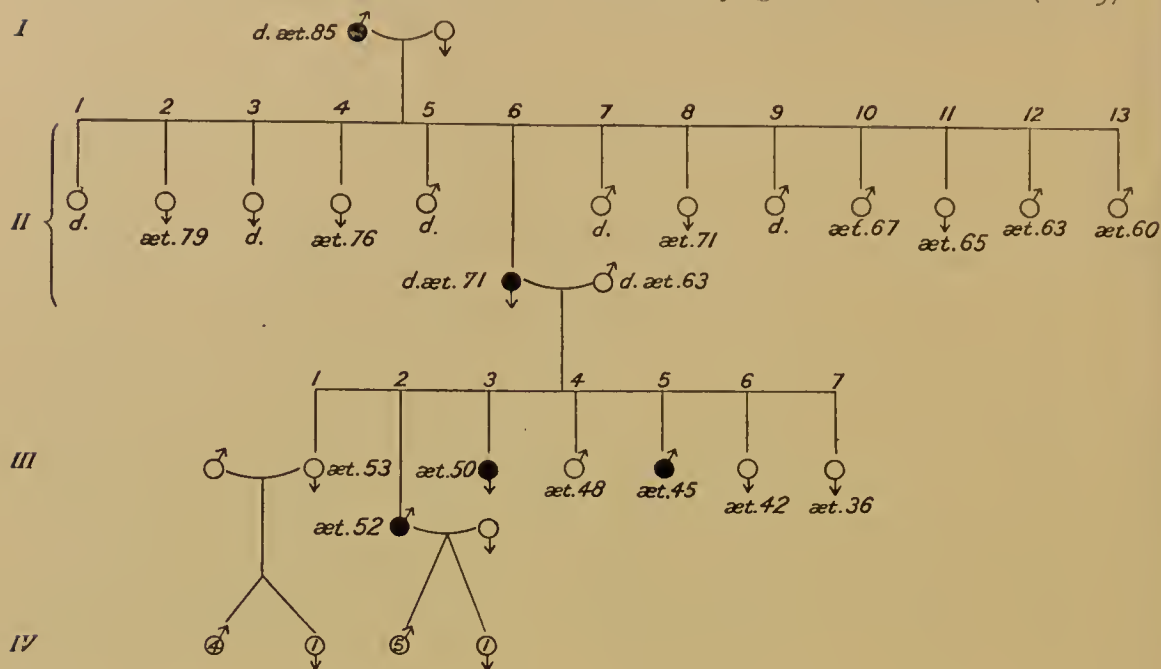 I
d. æt. 85
1 2 3 4 5 6 7 8 9 10 11 12 13
II
d. æt. 79 d. æt. 76 d. d. æt. 71 d. æt. 67 æt. 65 æt. 63 æt. 60
d. æt. 71 d. æt. 63
1 2 3 4 5 6 7
III
æt. 53 æt. 50 æt. 48 æt. 45 æt. 42 æt. 36
æt. 52
IV
4 1 5 1